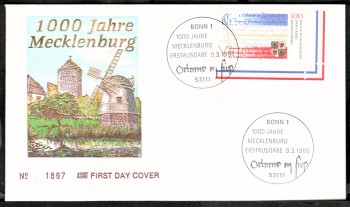 1000 Jahre
Mecklenburg
BONN 1
1000 JAHRE
MECKLENBURG
ERSTAUSGABE 9.3.1995
53111
100
BONN 1
1000 JAHRE
MECKLENBURG
ERSTAUSGABE 9.3.1995
53111
No 1897 FIRST DAY COVER